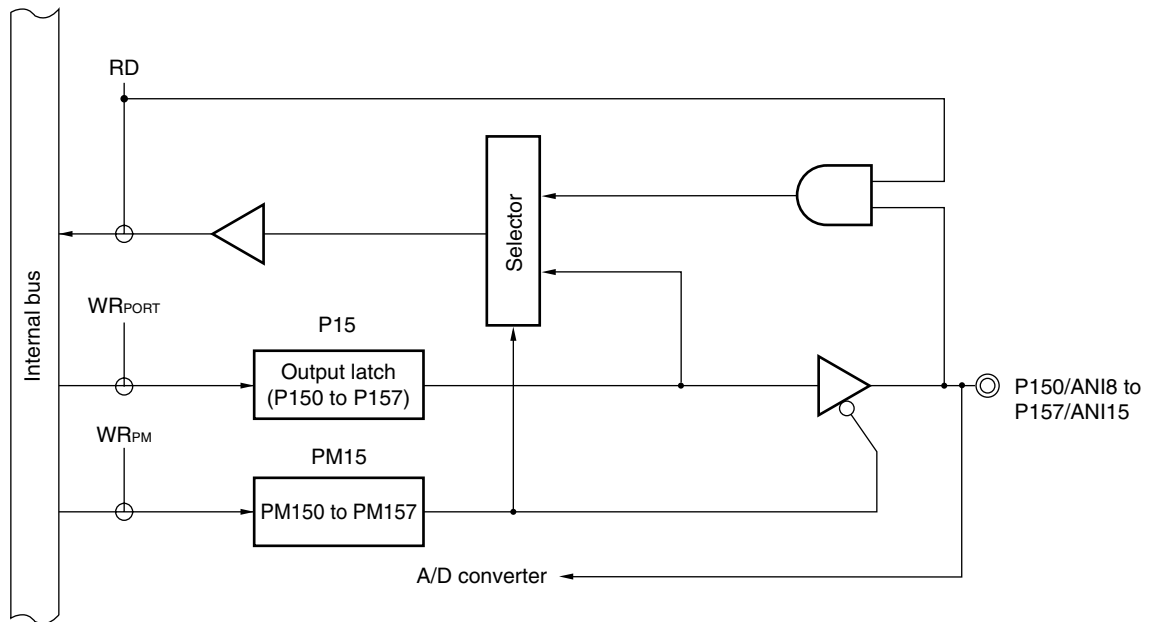 RD
Selector
Internal bus
WRPORT
P15
Output latch
(P150 to P157)
P150/ANI8 to
P157/ANI15
WRPM
PM15
PM150 to PM157
A/D converter